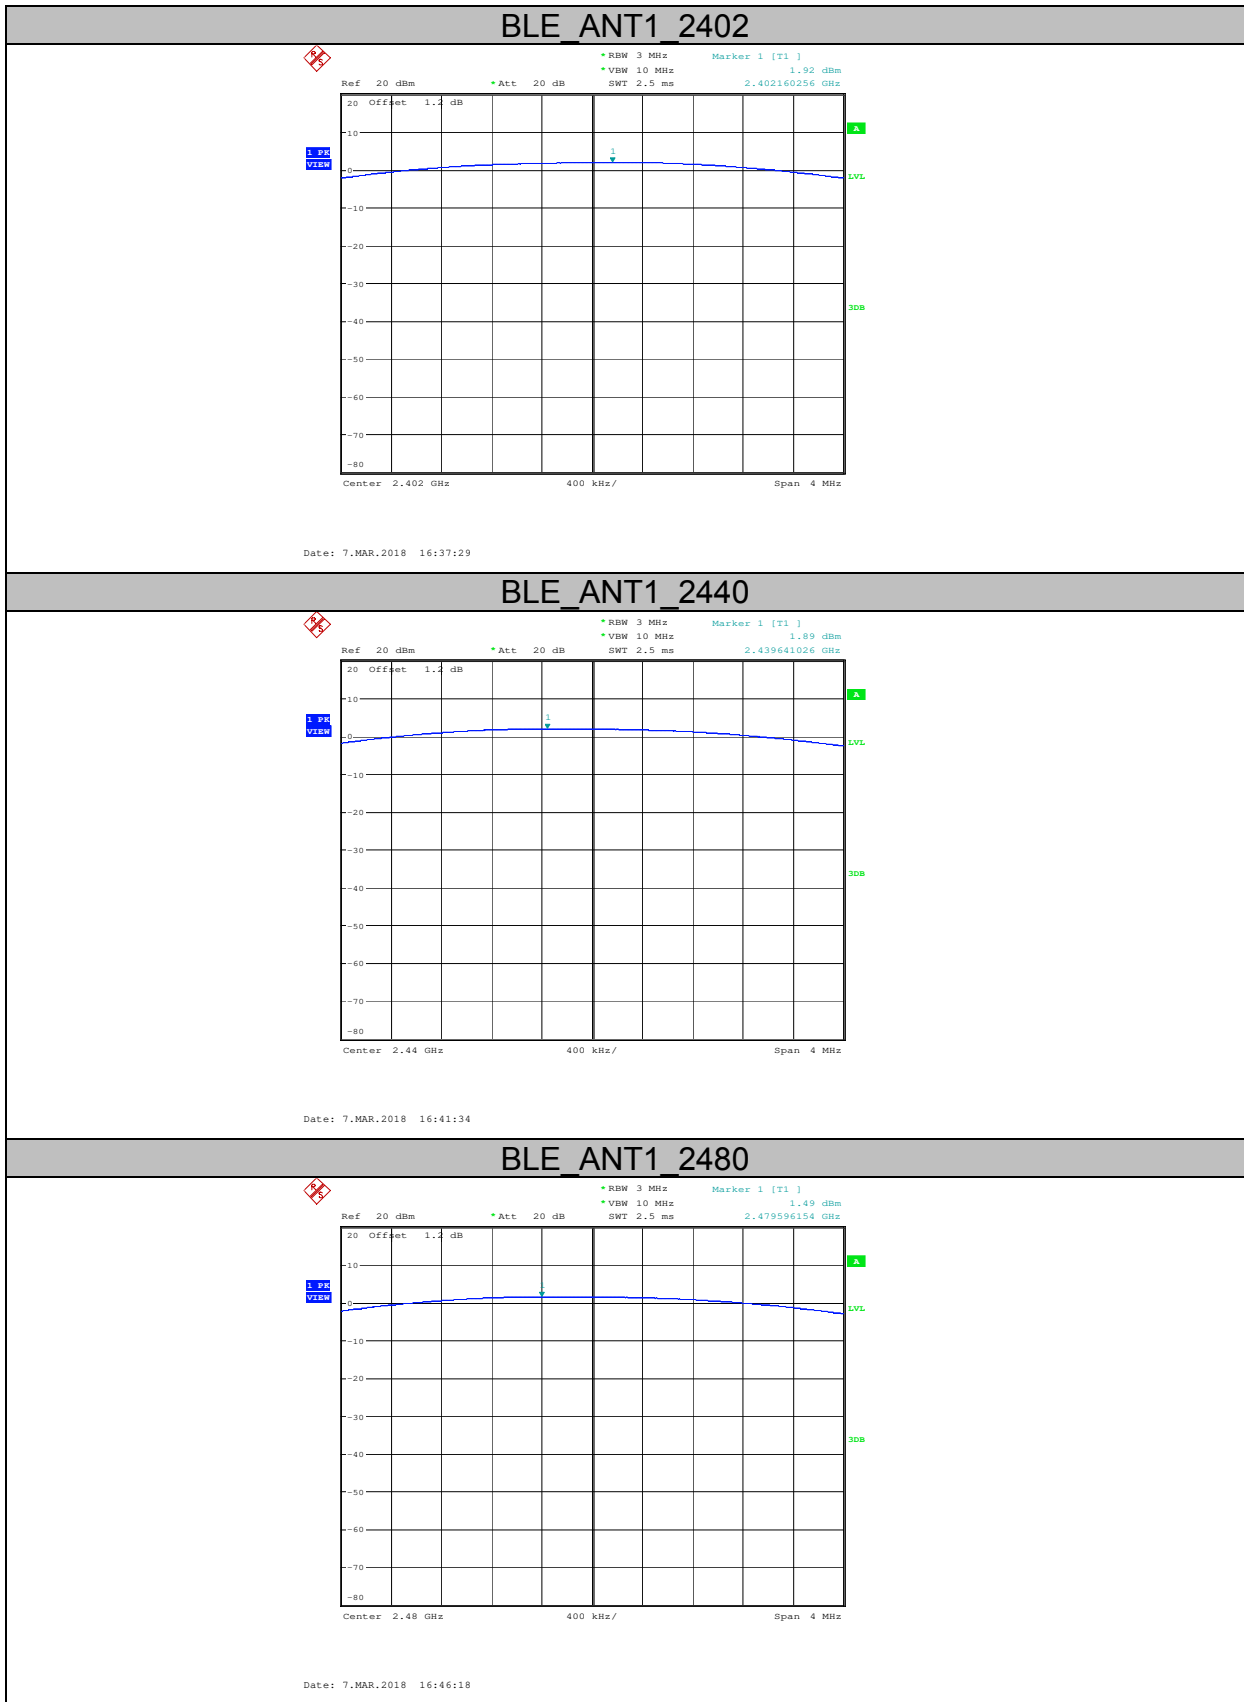 BLE_ANT1_2402
R S
*RBW 3 MHz Marker 1 [T1 ]
*VBW 10 MHz 1.92 dBm
Ref 20 dBm *Att 20 dB SWT 2.5 ms 2.402160256 GHz
20 Offset 1.2 dB
A
10
1 PK
VIEW
1
0
LVL
-10
-20
-30
3DB
-40
-50
-60
-70
-80
Center 2.402 GHz 400 kHz/ Span 4 MHz
Date: 7.MAR.2018 16:37:29
BLE_ANT1_2440
R S
*RBW 3 MHz Marker 1 [T1 ]
*VBW 10 MHz 1.89 dBm
Ref 20 dBm *Att 20 dB SWT 2.5 ms 2.439641026 GHz
20 Offset 1.2 dB
A
10
1 PK
VIEW
1
0
LVL
-10
-20
-30
3DB
-40
-50
-60
-70
-80
Center 2.44 GHz 400 kHz/ Span 4 MHz
Date: 7.MAR.2018 16:41:34
BLE_ANT1_2480
R S
*RBW 3 MHz Marker 1 [T1 ]
*VBW 10 MHz 1.49 dBm
Ref 20 dBm *Att 20 dB SWT 2.5 ms 2.479596154 GHz
20 Offset 1.2 dB
A
10
1 PK
VIEW
1
0
LVL
-10
-20
-30
3DB
-40
-50
-60
-70
-80
Center 2.48 GHz 400 kHz/ Span 4 MHz
Date: 7.MAR.2018 16:46:18